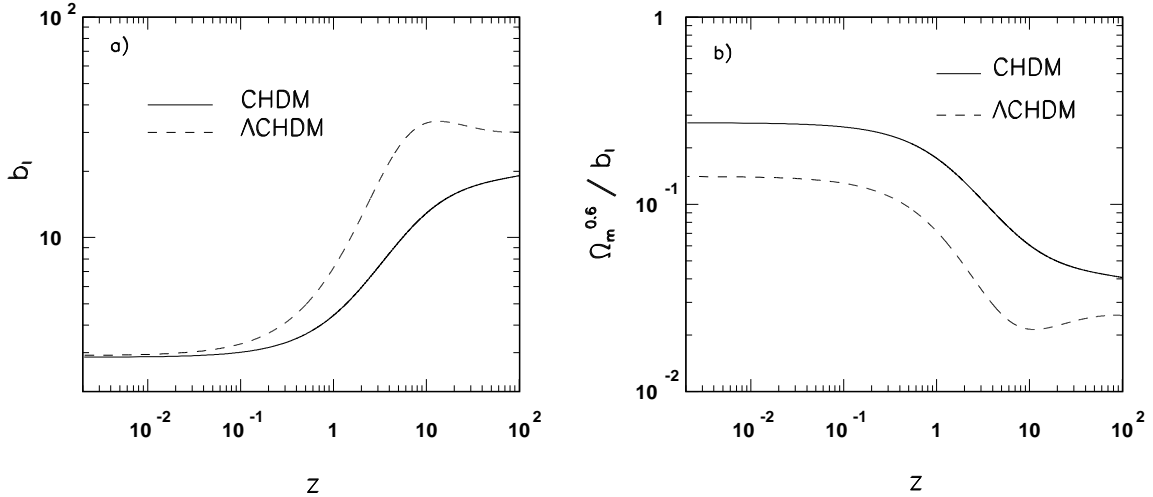 a)
CHDM
ΛCHDM
10²
10
b_l
10⁻² 10⁻¹ 1 10 10²
z
b)
CHDM
ΛCHDM
1
10⁻¹
10⁻²
Ω_m^0.6 / b_l
10⁻² 10⁻¹ 1 10 10²
z